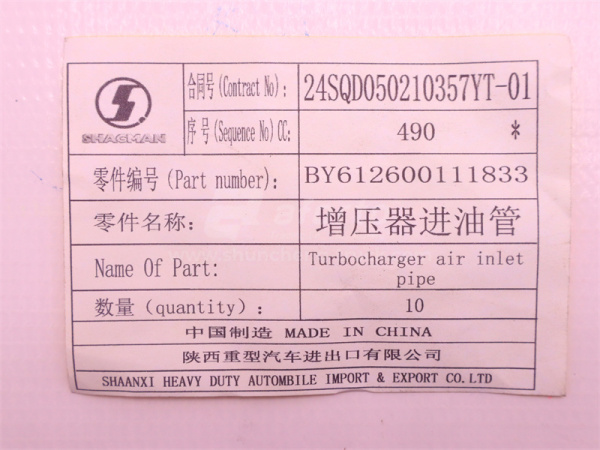 SHACMAN
合同号(Contract No): 24SQD050210357YT-01
序号(Sequence No)CC: 490 *
零件编号(Part number): BY612600111833
零件名称: 增压器进油管
Name Of Part: Turbocharger air inlet
pipe
数量(quantity): 10
中国制造 MADE IN CHINA
陕西重型汽车进出口有限公司
SHAANXI HEAVY DUTY AUTOMBILE IMPORT & EXPORT CO.LTD